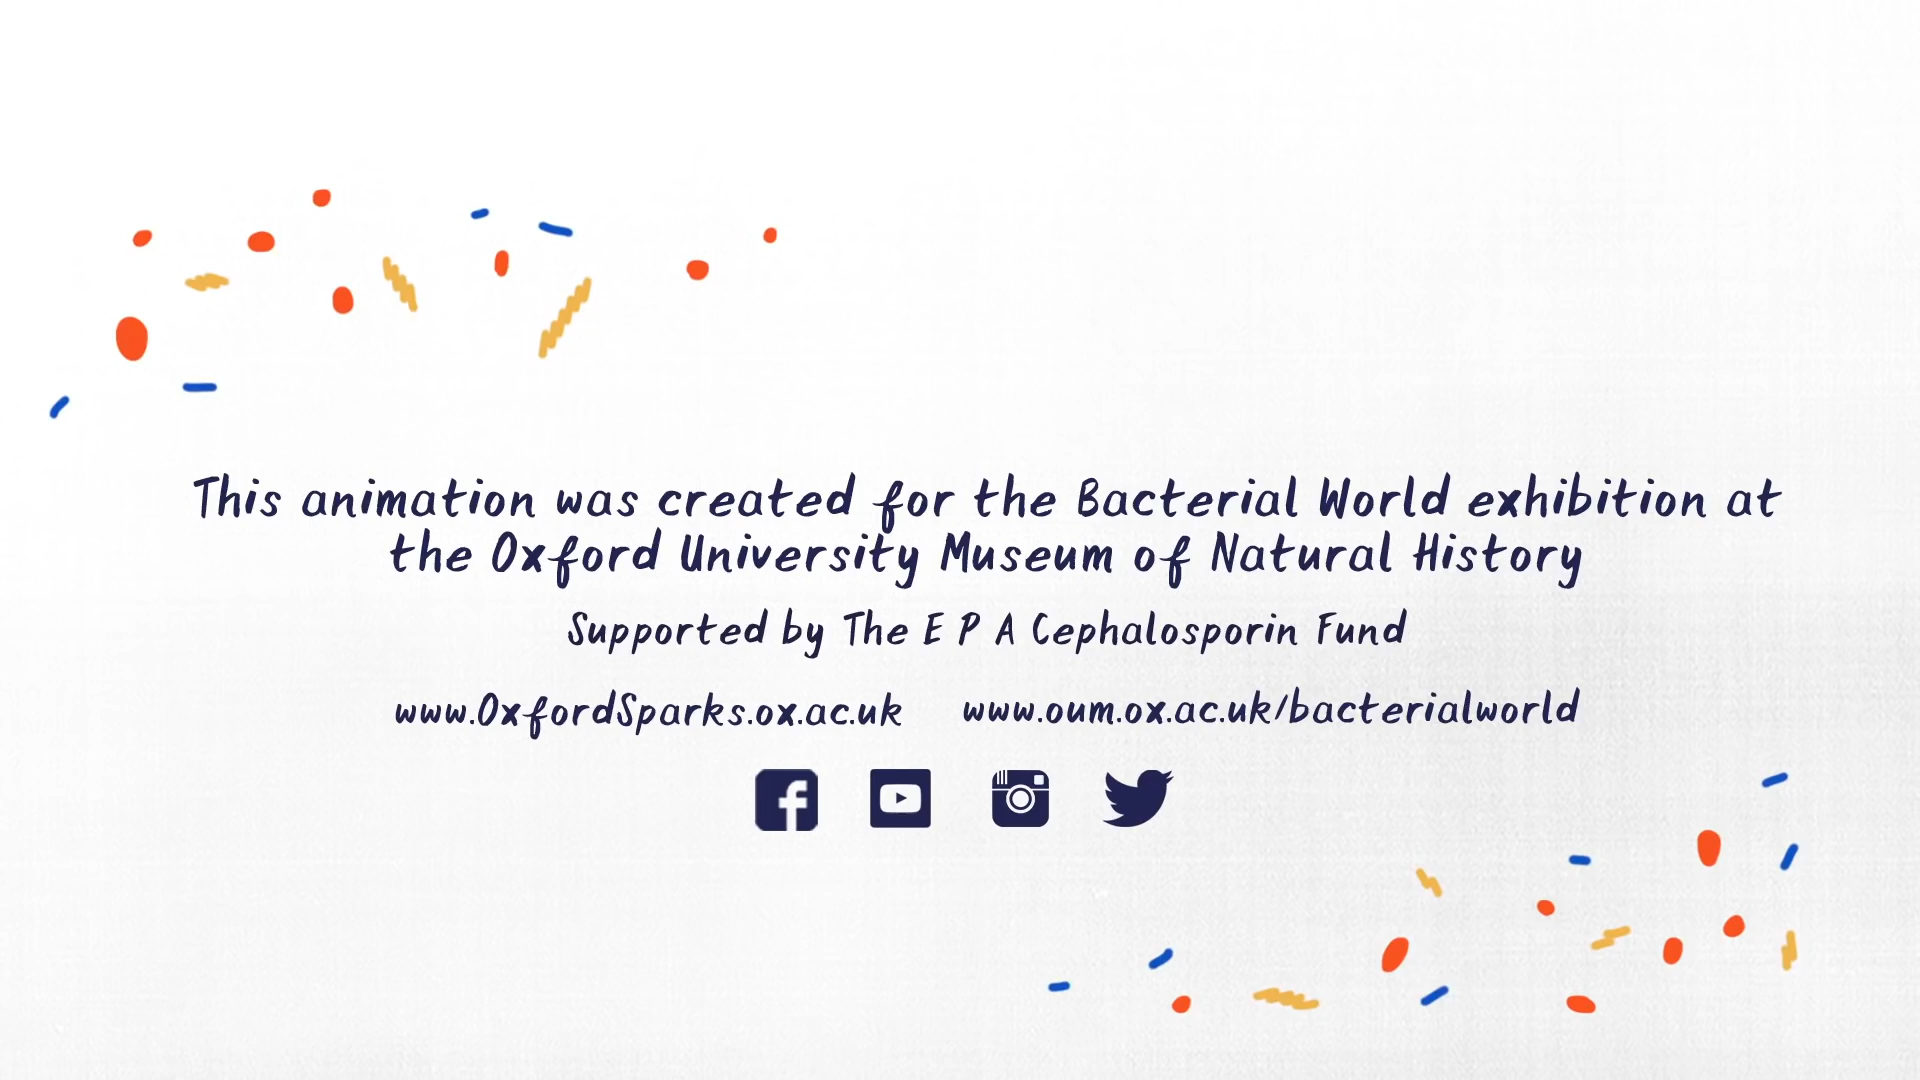 This animation was created for the Bacterial World exhibition at
the Oxford University Museum of Natural History
Supported by The E P A Cephalosporin Fund
www.OxfordSparks.ox.ac.uk www.oum.ox.ac.uk/bacterialworld